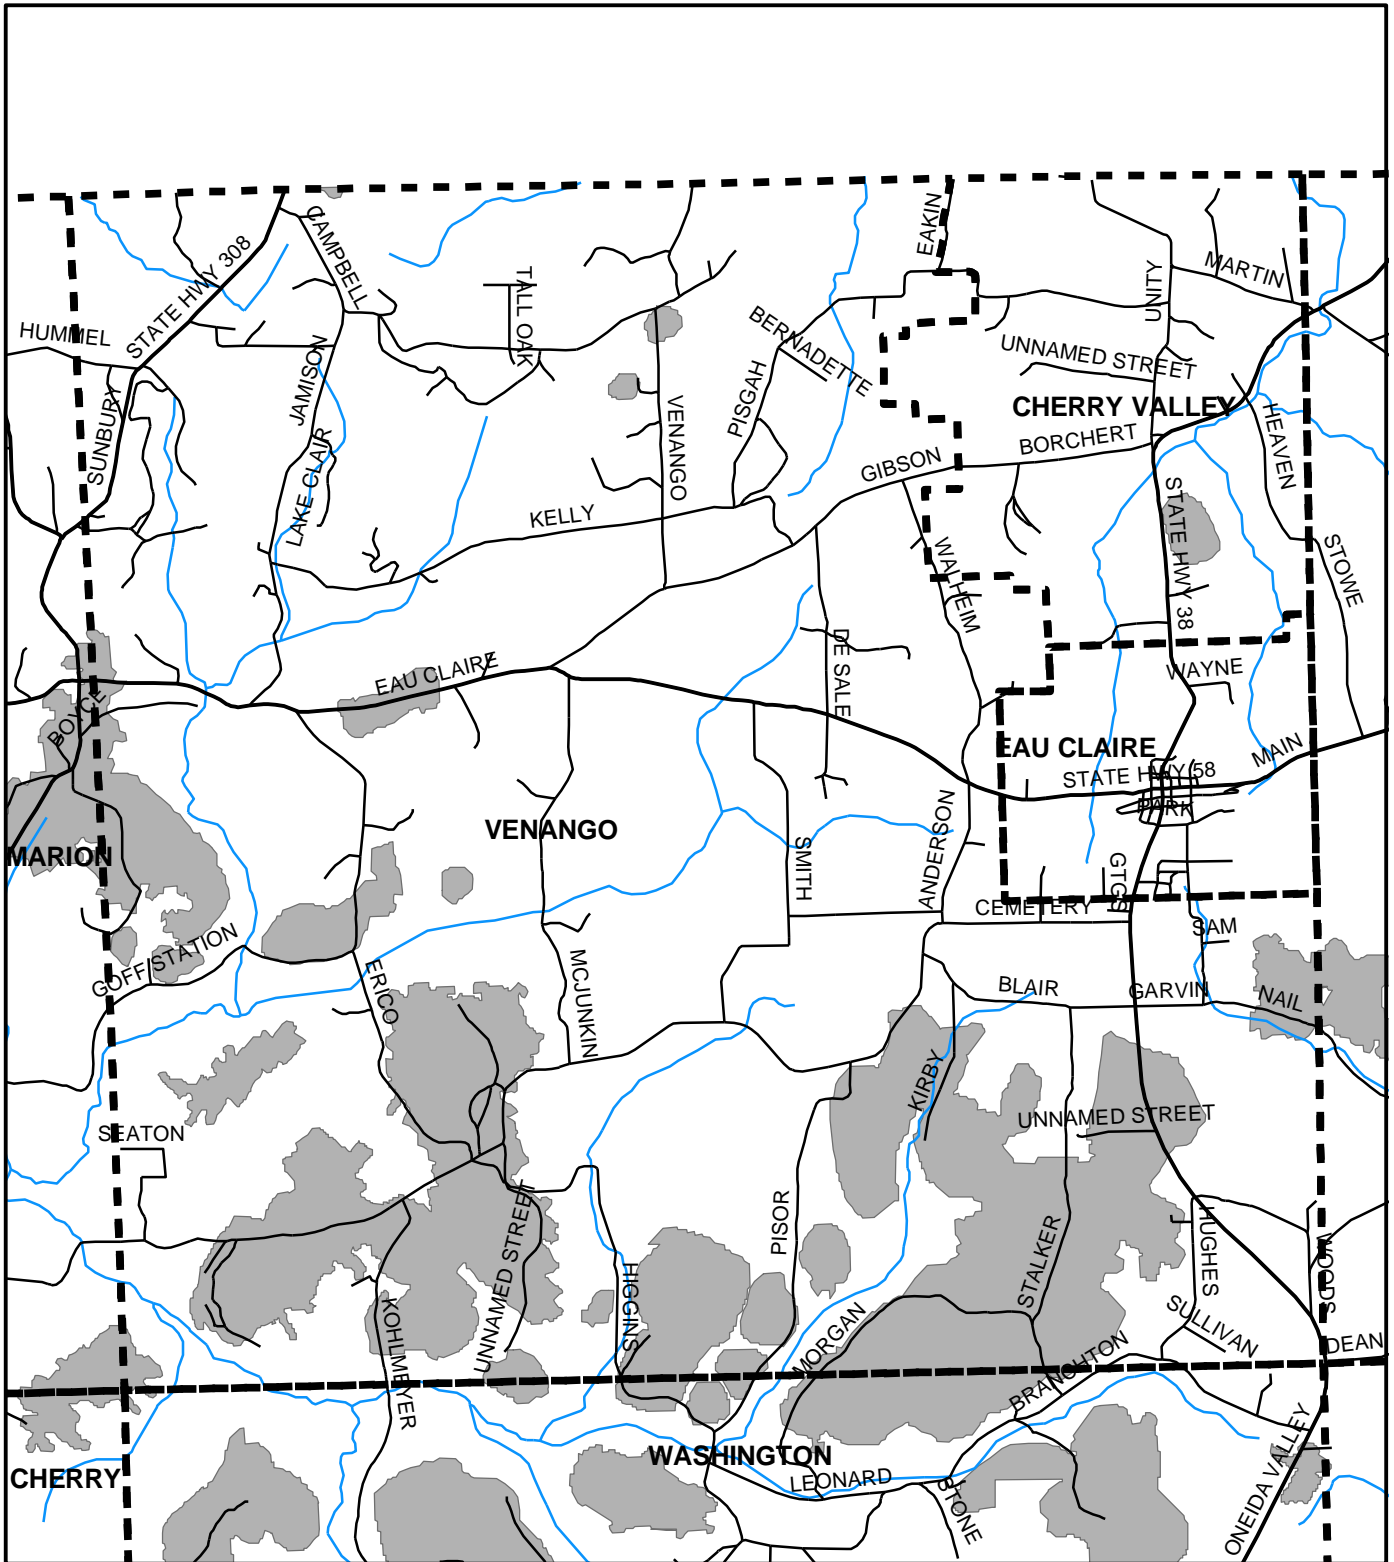 EAKIN
CAMPBELL
STATE HWY 308
TALL OAK
UNITY
MARTIN
HUMMEL
BERNADETTE
UNNAMED STREET
JAMISON
PISGAH
SUNBURY
VENANGO
CHERRY VALLEY
HEAVEN
BORCHERT
GIBSON
LAKE CLAIR
KELLY
STATE HWY 38
WALHEIM
STOWE
DE SALE
EAU CLAIRE
WAYNE
BOYCE
EAU CLAIRE
MAIN
STATE HWY 58
PARK
VENANGO
MARION
SMITH
ANDERSON
GTGS
CEMETERY
SAM
GOFF STATION
ERICO
MCJUNKIN
BLAIR
GARVIN
NAIL
KIRBY
SEATON
UNNAMED STREET
PISOR
UNNAMED STREET
STALKER
HUGHES
WOODS
HIGGINS
KOHLMEYER
MORGAN
SULLIVAN
BRANCHTON
DEAN
WASHINGTON
CHERRY
LEONARD
STONE
ONEIDA VALLEY